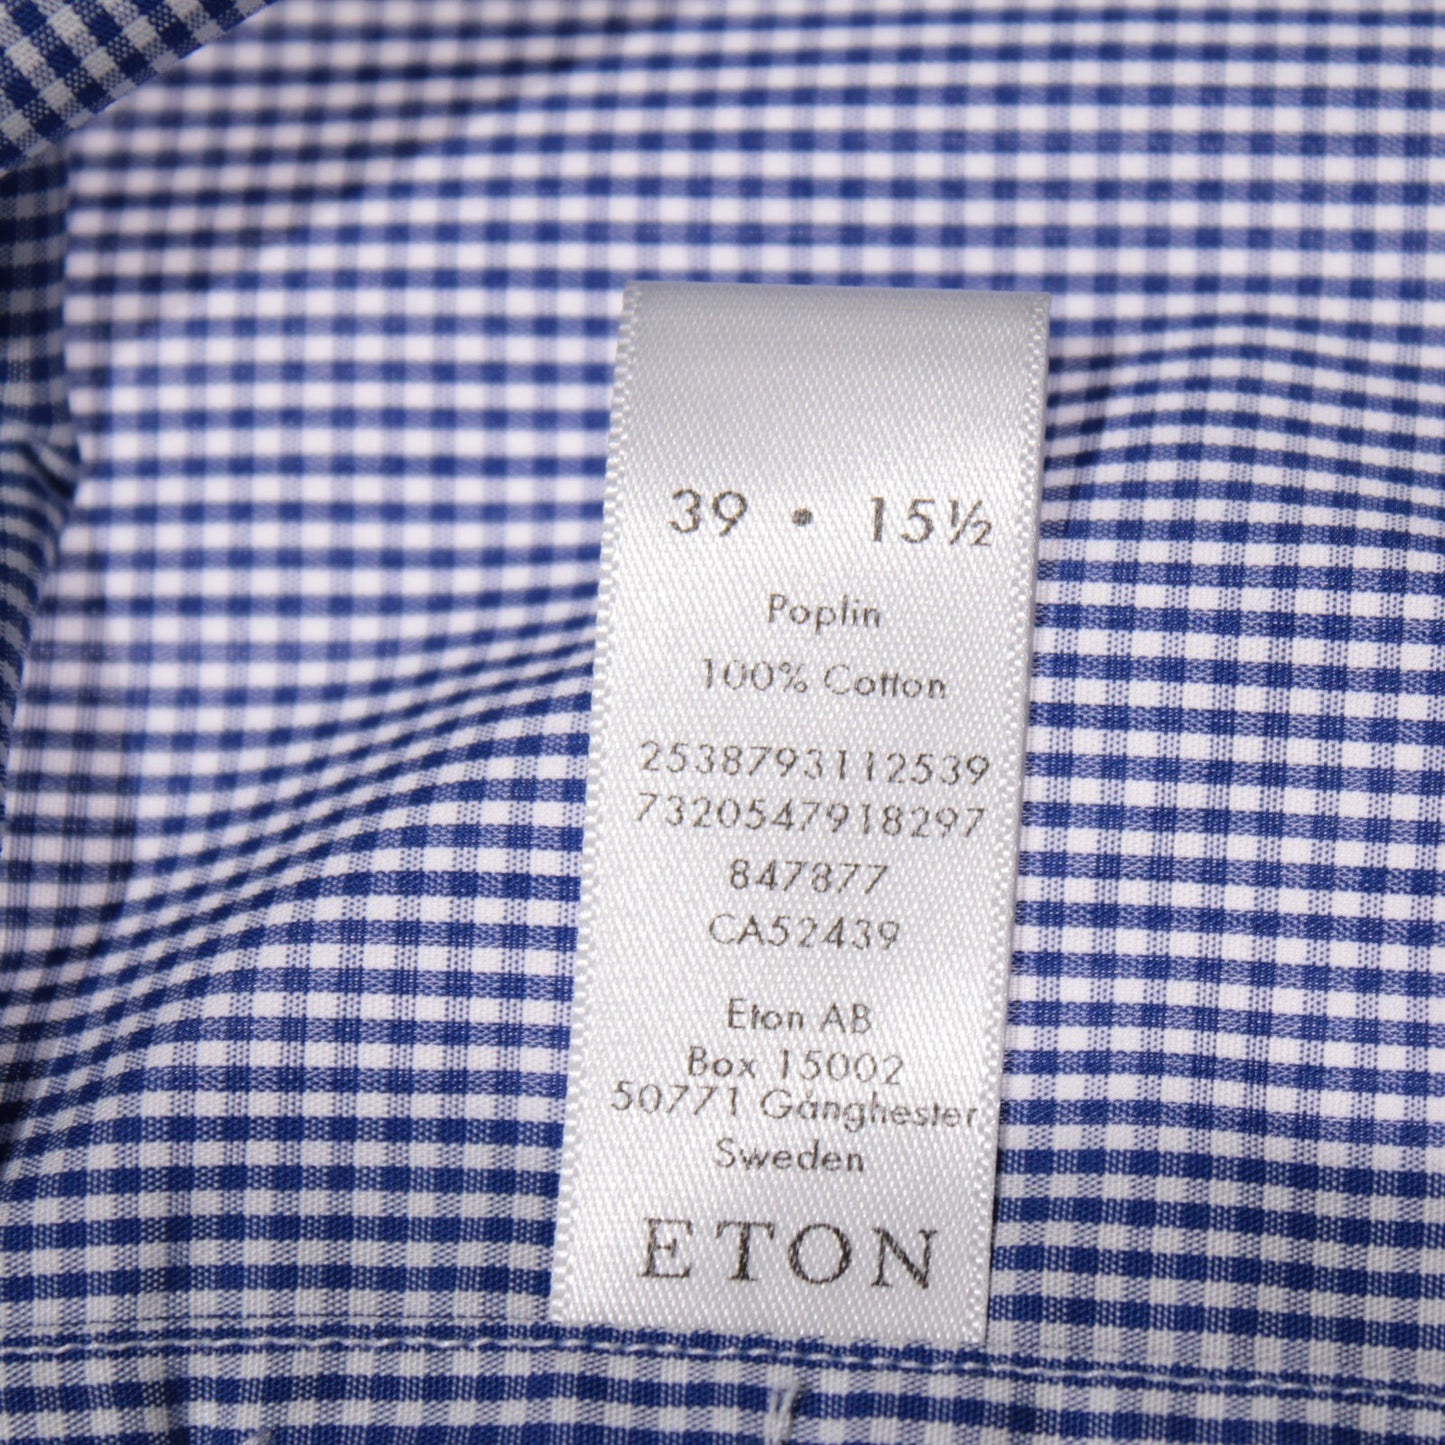 39 • 15½
Poplin
100% Cotton
2538793112539
7320547918297
847877
CA52439
Eton AB
Box 15002
50771 Gånghester
Sweden
ETON